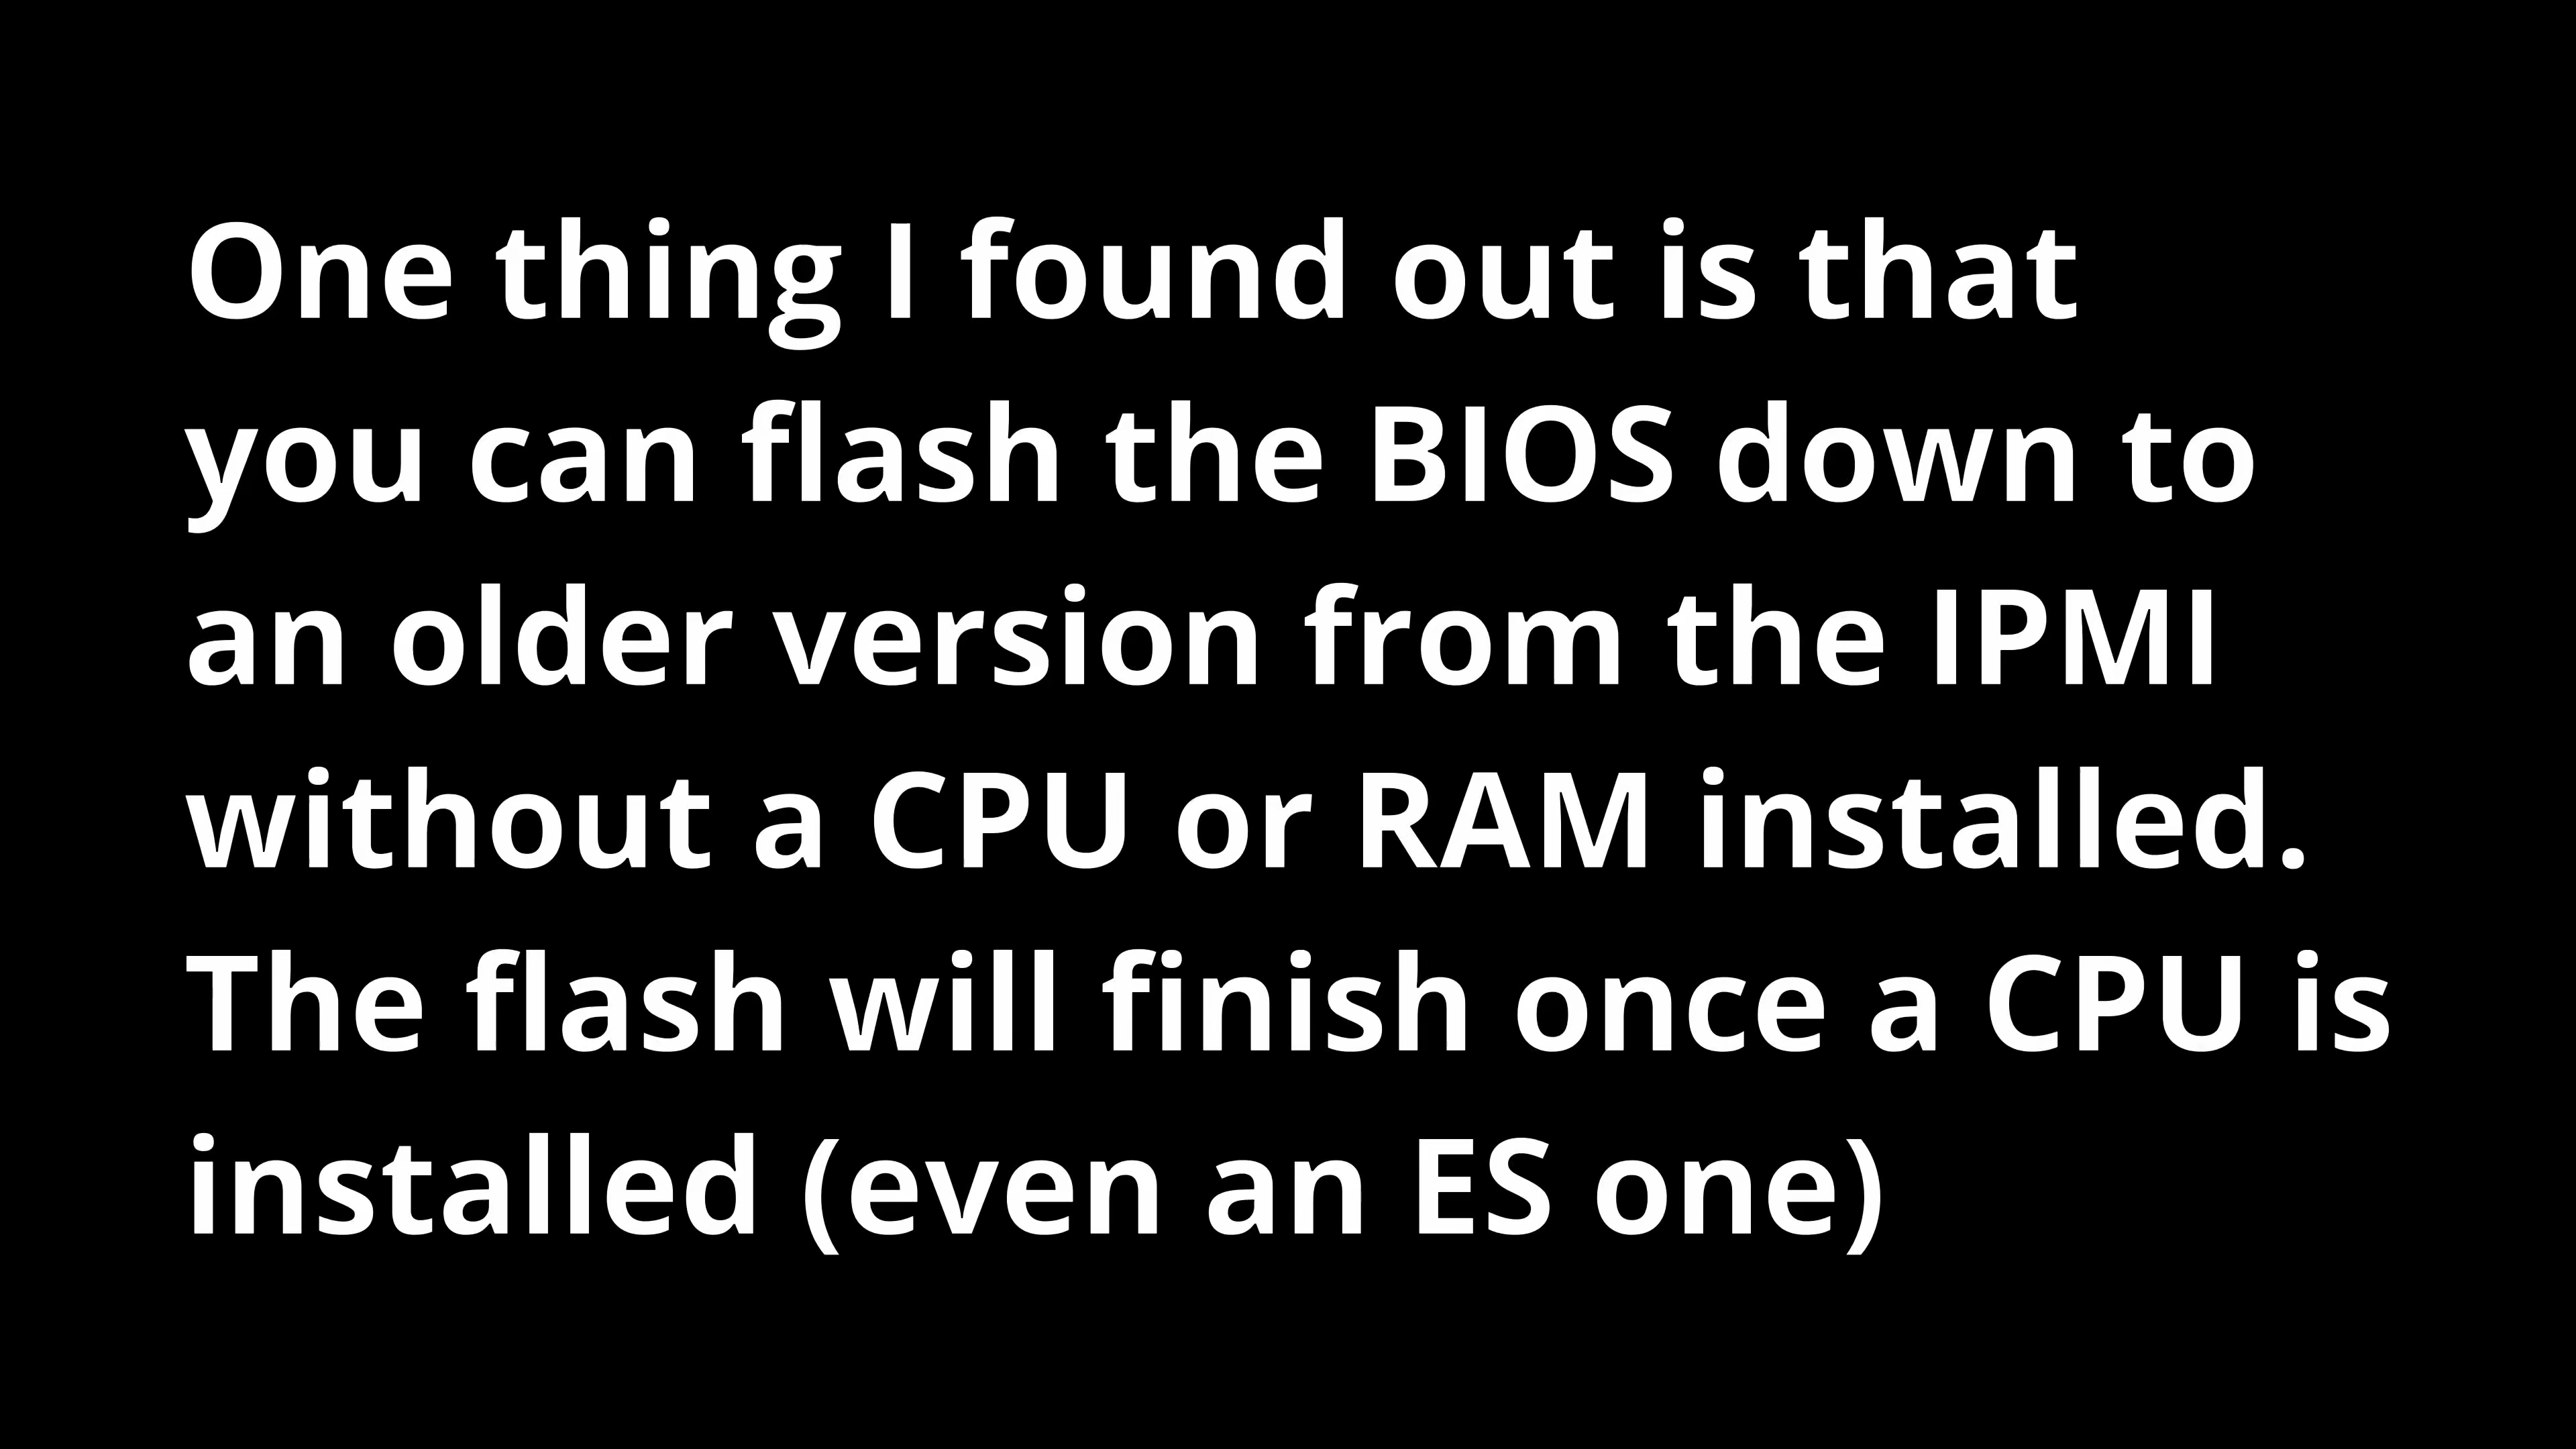 One thing I found out is that
you can flash the BIOS down to
an older version from the IPMI
without a CPU or RAM installed.
The flash will finish once a CPU is
installed (even an ES one)